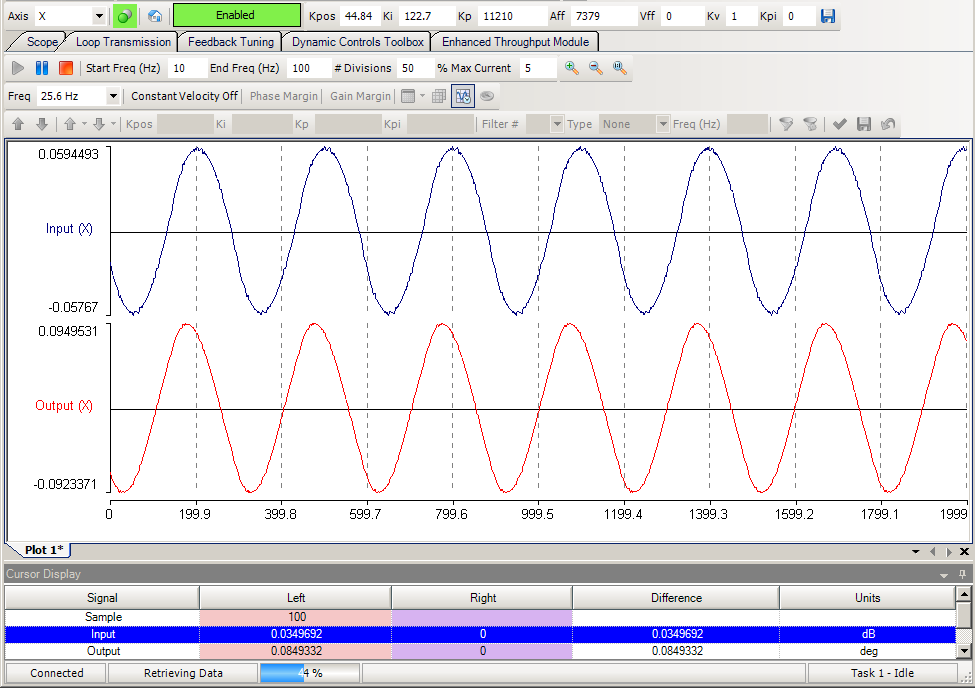 Axis X Enabled Kpos 44.84 Ki 122.7 Kp 11210 Aff 7379 Vff 0 Kv 1 Kpi 0
Scope Loop Transmission Feedback Tuning Dynamic Controls Toolbox Enhanced Throughput Module
Start Freq (Hz) 10 End Freq (Hz) 100 # Divisions 50 % Max Current 5
Freq 25.6 Hz Constant Velocity Off Phase Margin Gain Margin
Kpos Ki Kp Kpi Filter # Type None Freq (Hz)
0.0594493
Input (X)
-0.05767
0.0949531
Output (X)
-0.0923371
0 199.9 399.8 599.7 799.6 999.5 1199.4 1399.3 1599.2 1799.1 1999
Plot 1*
Cursor Display
Signal Left Right Difference Units
Sample 100
Input 0.0349692 0 0.0349692 dB
Output 0.0849332 0 0.0849332 deg
Connected Retrieving Data 44 % Task 1 - Idle